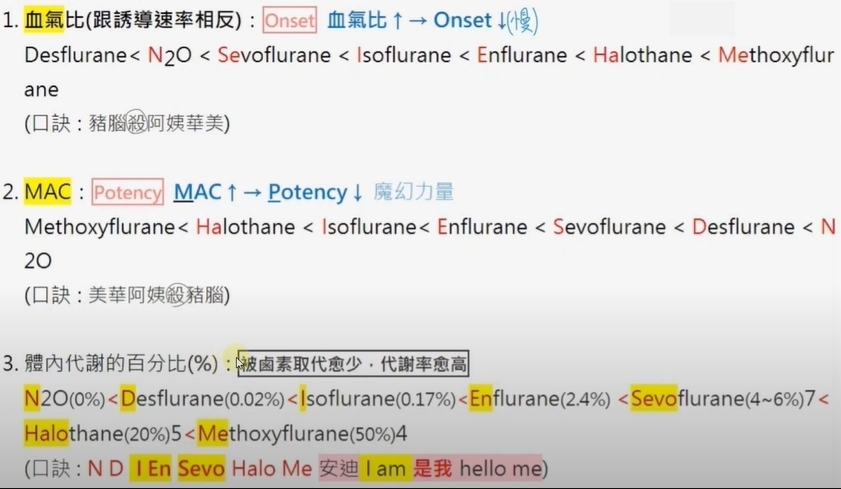 1. 血氣比(跟誘導速率相反)：Onset 血氣比↑→ Onset↓(慢)
Desflurane< N2O < Sevoflurane < Isoflurane < Enflurane < Halothane < Methoxyflur
ane
(口訣：豬腦殺阿姨華美)
2. MAC：Potency MAC↑→ Potency↓ 魔幻力量
Methoxyflurane< Halothane < Isoflurane< Enflurane < Sevoflurane < Desflurane < N
2O
(口訣：美華阿姨殺豬腦)
3. 體內代謝的百分比(%)：被鹵素取代愈少，代謝率愈高
N2O(0%)<Desflurane(0.02%)<Isoflurane(0.17%)<Enflurane(2.4%) <Sevoflurane(4~6%)7<
Halothane(20%)5<Methoxyflurane(50%)4
(口訣：N D I En Sevo Halo Me 安迪 I am 是我 hello me)